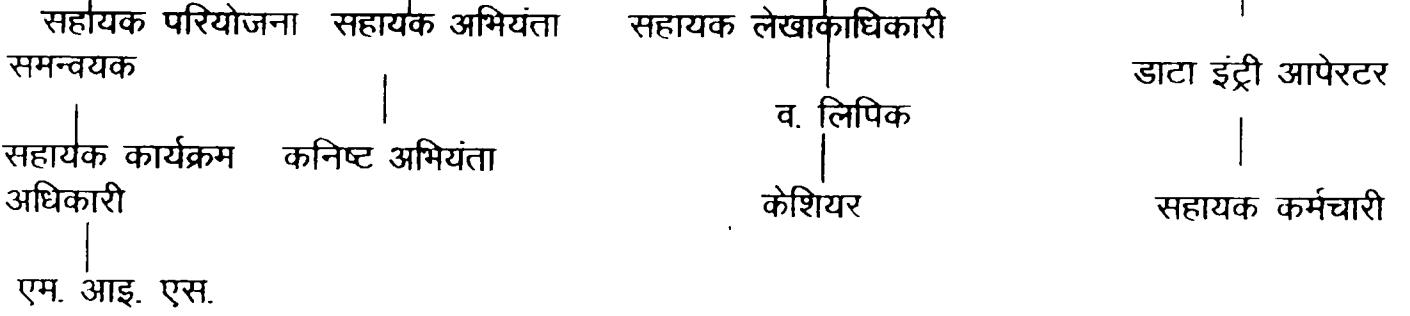 सहायक परियोजना सहायक अभियंता सहायक लेखाकाधिकारी
समन्वयक
डाटा इंट्री आपेरटर
व. लिपिक
सहायक कार्यक्रम कनिष्ट अभियंता
अधिकारी
केशियर
सहायक कर्मचारी
एम. आइ. एस.